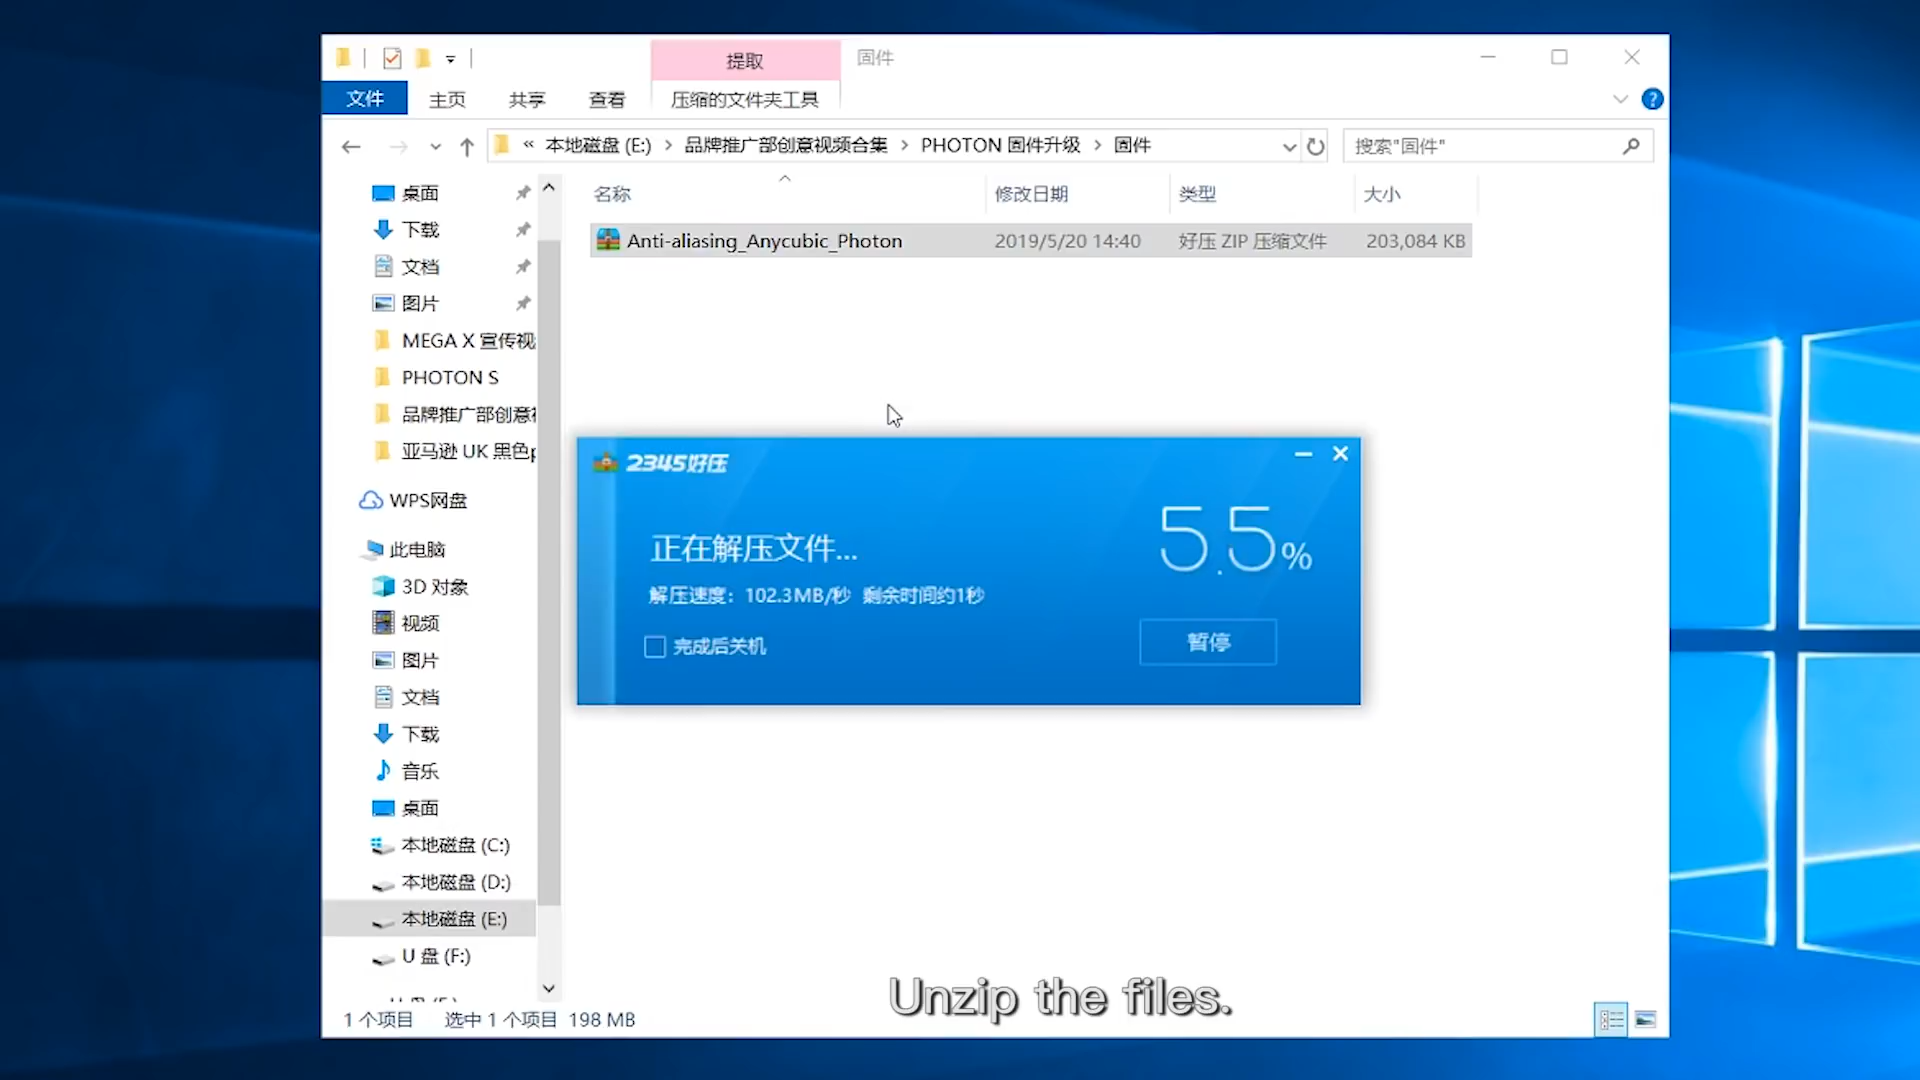 提取
固件
文件
主页
共享
查看
压缩的文件夹工具
?
« 本地磁盘 (E:) > 品牌推广部创意视频合集 > PHOTON 固件升级 > 固件
搜索"固件"
名称
修改日期
类型
大小
Anti-aliasing_Anycubic_Photon
2019/5/20 14:40
好压 ZIP 压缩文件
203,084 KB
桌面
下载
文档
图片
MEGA X 宣传视
PHOTON S
品牌推广部创意
亚马逊 UK 黑色p
WPS网盘
此电脑
3D 对象
视频
图片
文档
下载
音乐
桌面
本地磁盘 (C:)
本地磁盘 (D:)
本地磁盘 (E:)
U 盘 (F:)
2345好压
正在解压文件...
5.5%
解压速度: 102.3MB/秒 剩余时间约1秒
完成后关机
暂停
Unzip the files.
1 个项目
选中 1 个项目 198 MB